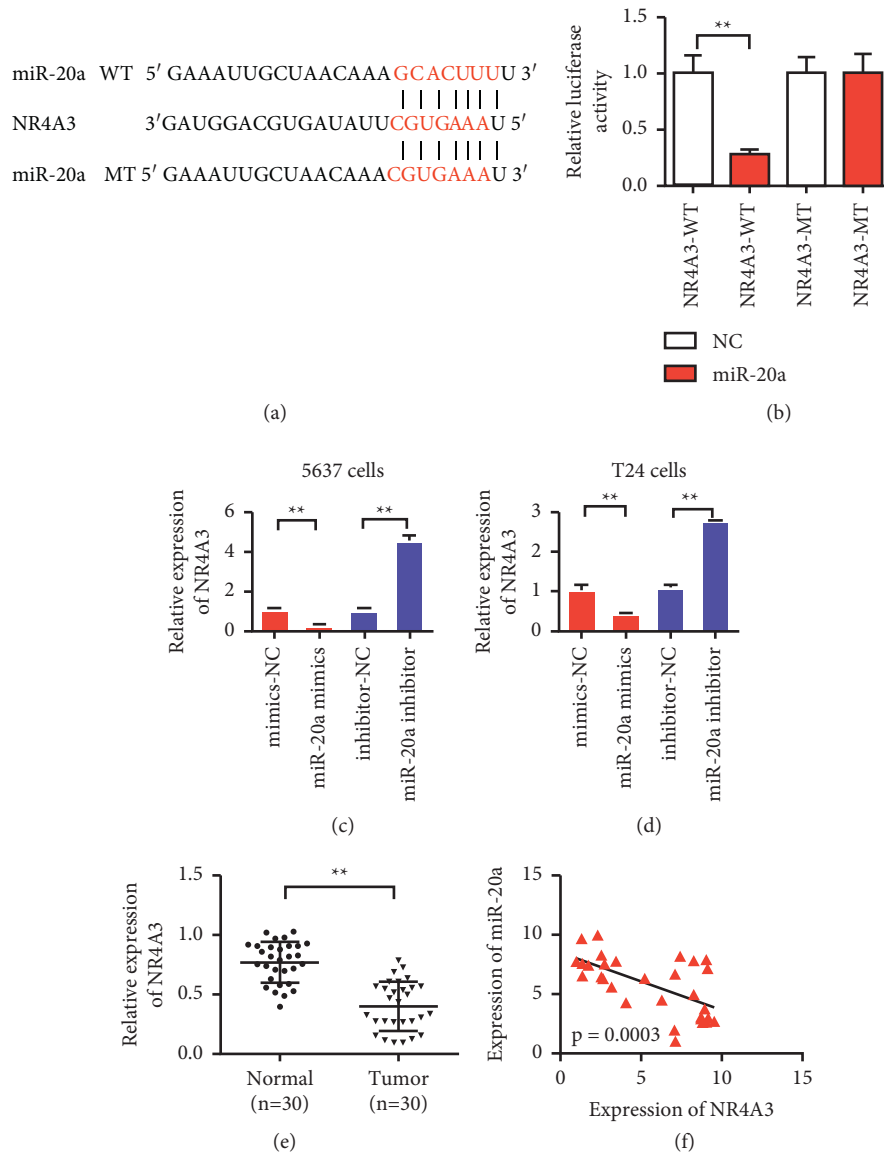 miR-20a WT 5′ GAAAUUGCUAACAAA GCACUUUU 3′
NR4A3 3′GAUGGACGUGAUAUUCGUGAAAU 5′
miR-20a MT 5′ GAAAUUGCUAACAAACGUGAAAU 3′
(a)
Relative luciferase
activity
1.5
1.0
0.5
0.0
**
NR4A3-WT
NR4A3-WT
NR4A3-MT
NR4A3-MT
NC
miR-20a
(b)
5637 cells
Relative expression
of NR4A3
6
4
2
0
**
**
mimics-NC
miR-20a mimics
inhibitor-NC
miR-20a inhibitor
(c)
T24 cells
Relative expression
of NR4A3
3
2
1
0
**
**
mimics-NC
miR-20a mimics
inhibitor-NC
miR-20a inhibitor
(d)
Relative expression
of NR4A3
1.5
1.0
0.5
0.0
**
Normal
(n=30)
Tumor
(n=30)
(e)
Expression of miR-20a
15
10
5
0
p = 0.0003
0
5
10
15
Expression of NR4A3
(f)